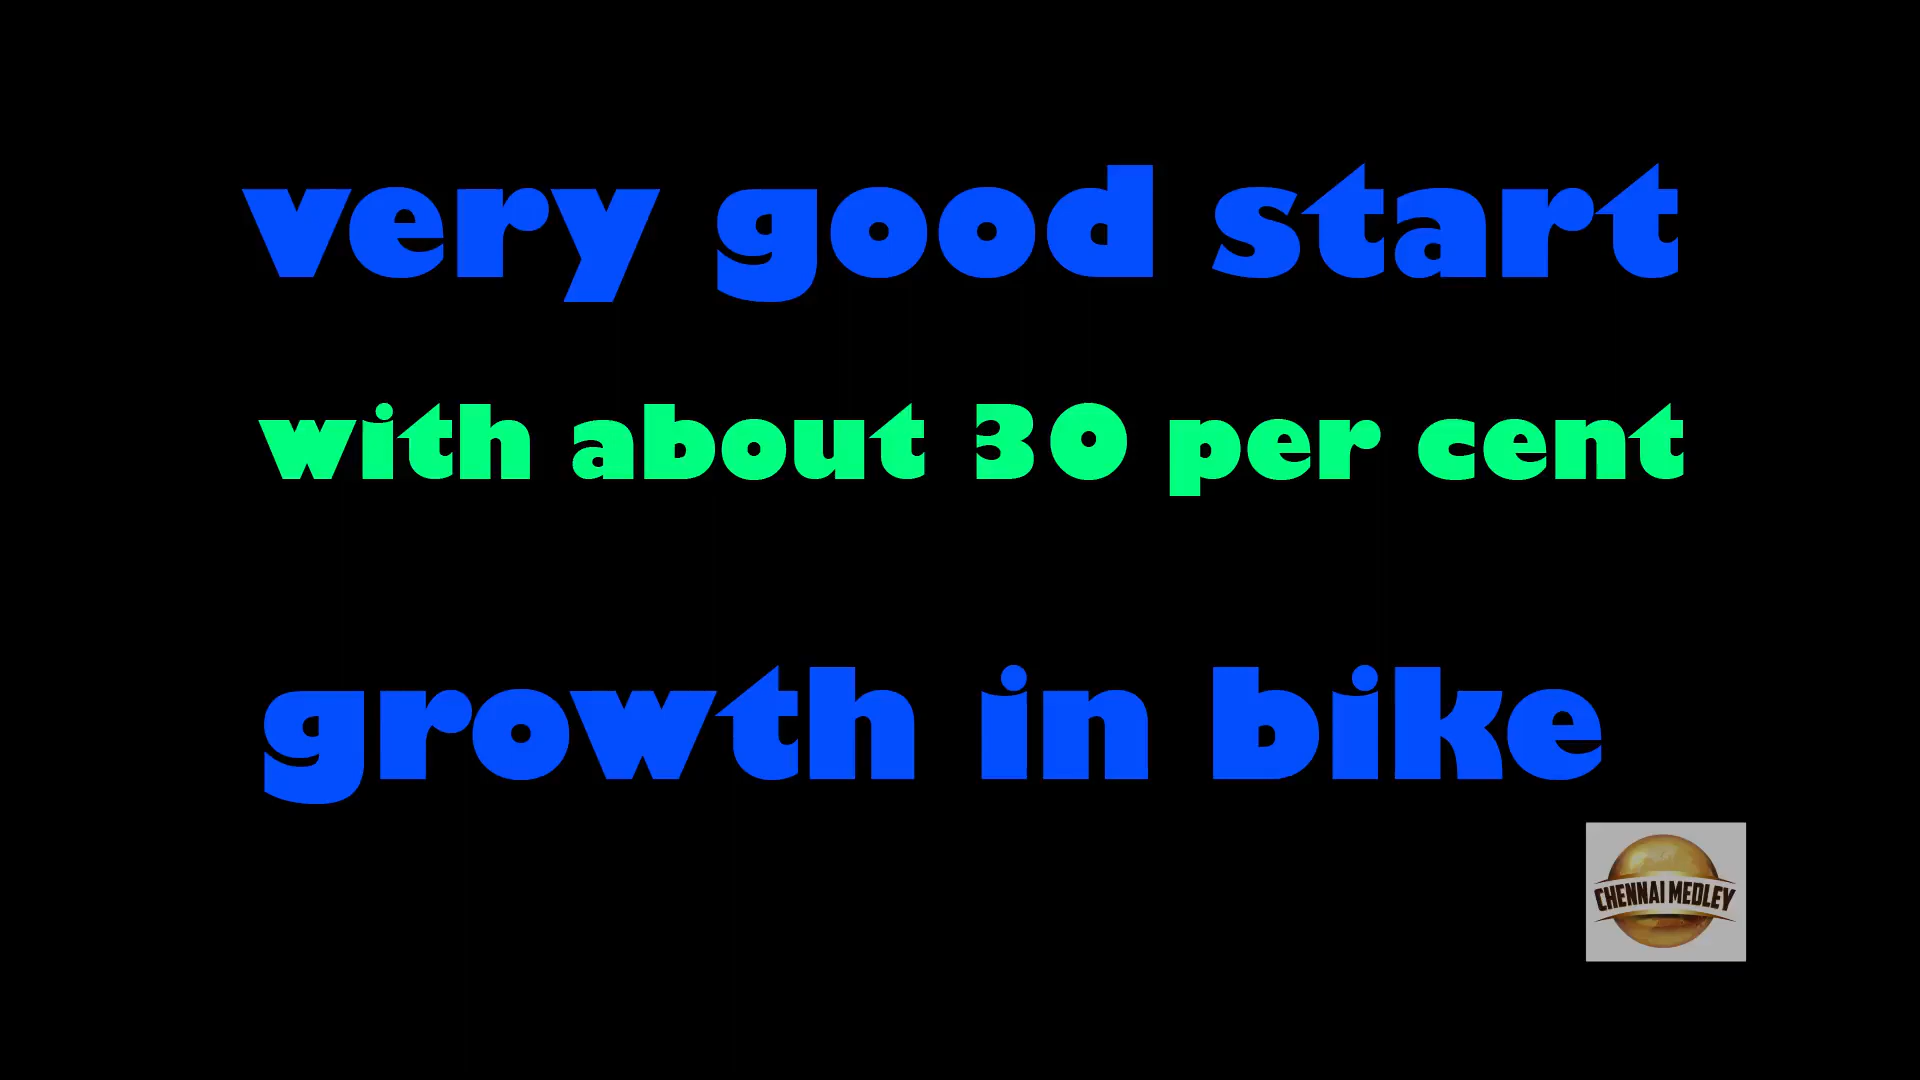 very good start
with about 30 per cent
growth in bike
CHENNAI MEDLEY